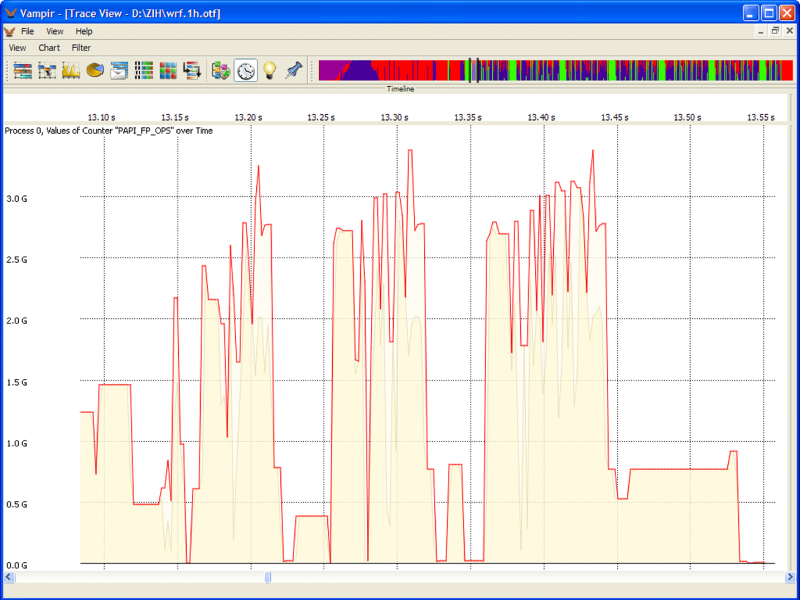 Vampir - [Trace View - D:\ZIH\wrf.1h.otf]
File View Help
View Chart Filter
Timeline
13.10 s 13.15 s 13.20 s 13.25 s 13.30 s 13.35 s 13.40 s 13.45 s 13.50 s 13.55 s
Process 0, Values of Counter "PAPI_FP_OPS" over Time
3.0 G
2.5 G
2.0 G
1.5 G
1.0 G
0.5 G
0.0 G